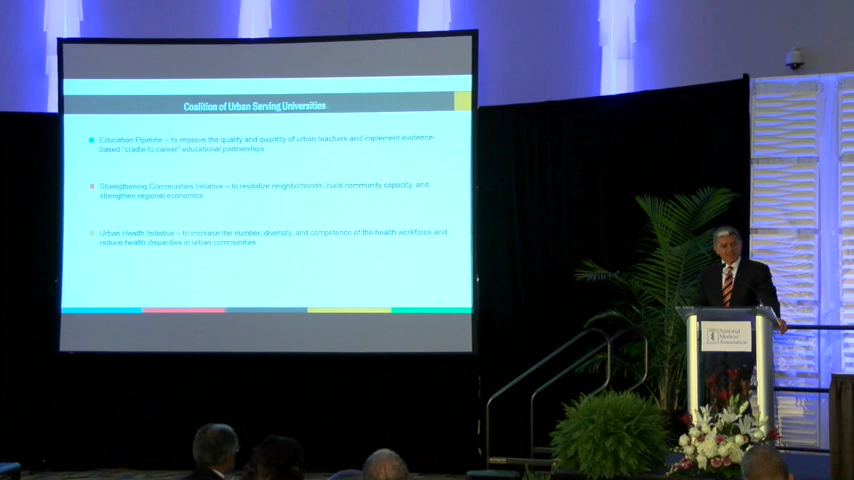 Coalition of Urban Serving Universities
Education Pipeline – to improve the quality and quantity of urban teachers and implement evidence-
based "cradle to career" educational partnerships
Strengthening Communities Initiative – to revitalize neighborhoods, build community capacity, and
strengthen regional economics
Urban Health Initiative – to increase the number, diversity, and competence of the health workforce and
reduce health disparities in urban communities
National
Medical
Association